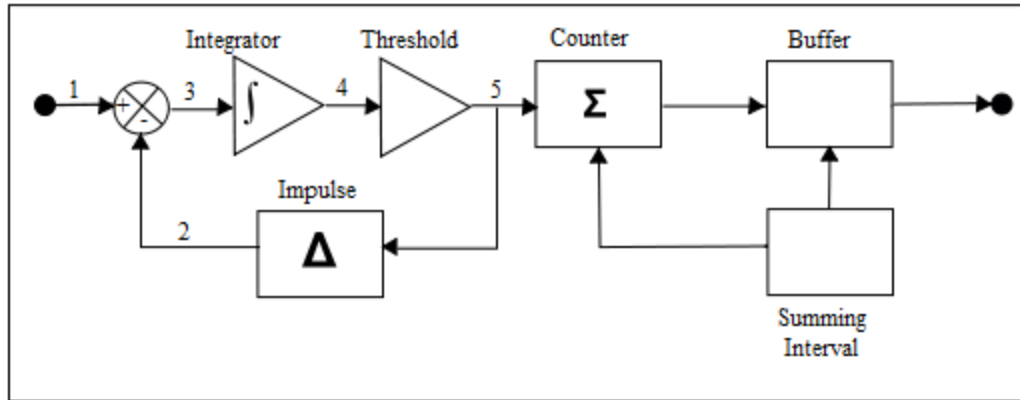 Integrator
Threshold
Counter
Buffer
1
3
4
5
+
-
∫
Σ
Impulse
2
Δ
Summing
Interval